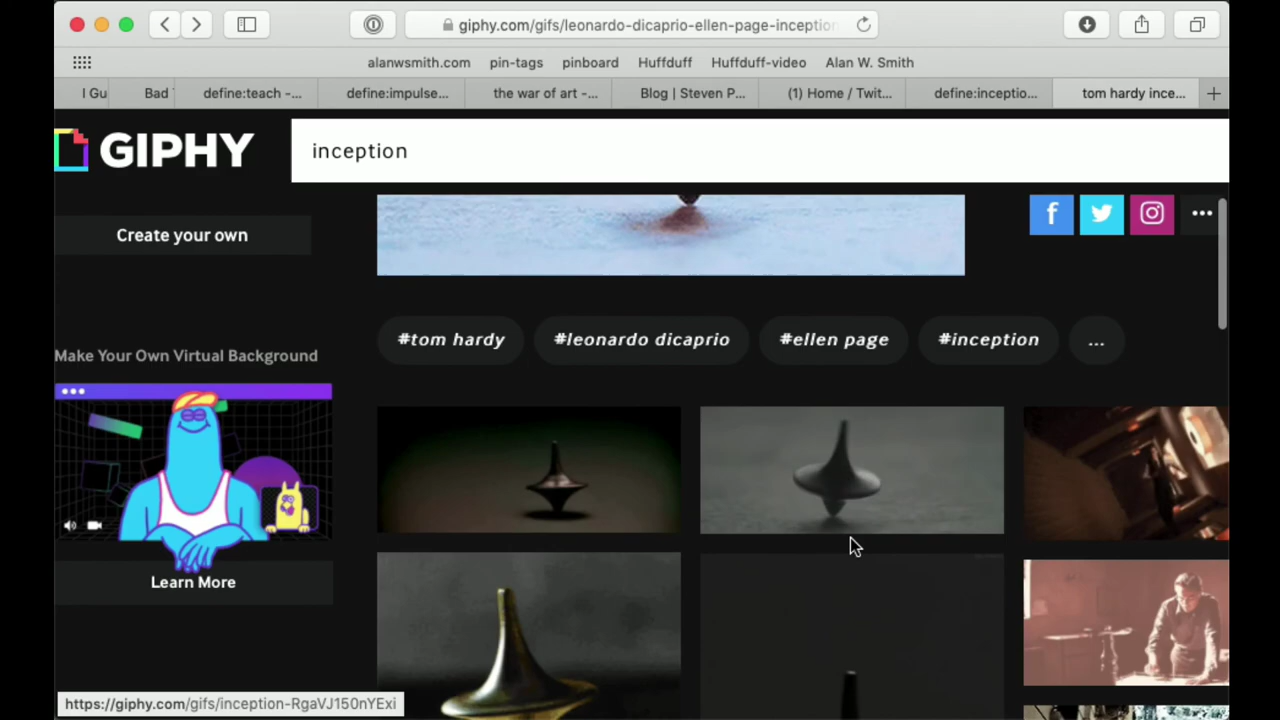 giphy.com/gifs/leonardo-dicaprio-ellen-page-inception
alanwsmith.com pin-tags pinboard Huffduff Huffduff-video Alan W. Smith
I Gu Bad define:teach -... define:impulse... the war of art -... Blog | Steven P... (1) Home / Twit... define:inceptio... tom hardy ince...
GIPHY inception
Create your own
#tom hardy #leonardo dicaprio #ellen page #inception ...
Make Your Own Virtual Background
Learn More
https://giphy.com/gifs/inception-RgaVJ150nYExi